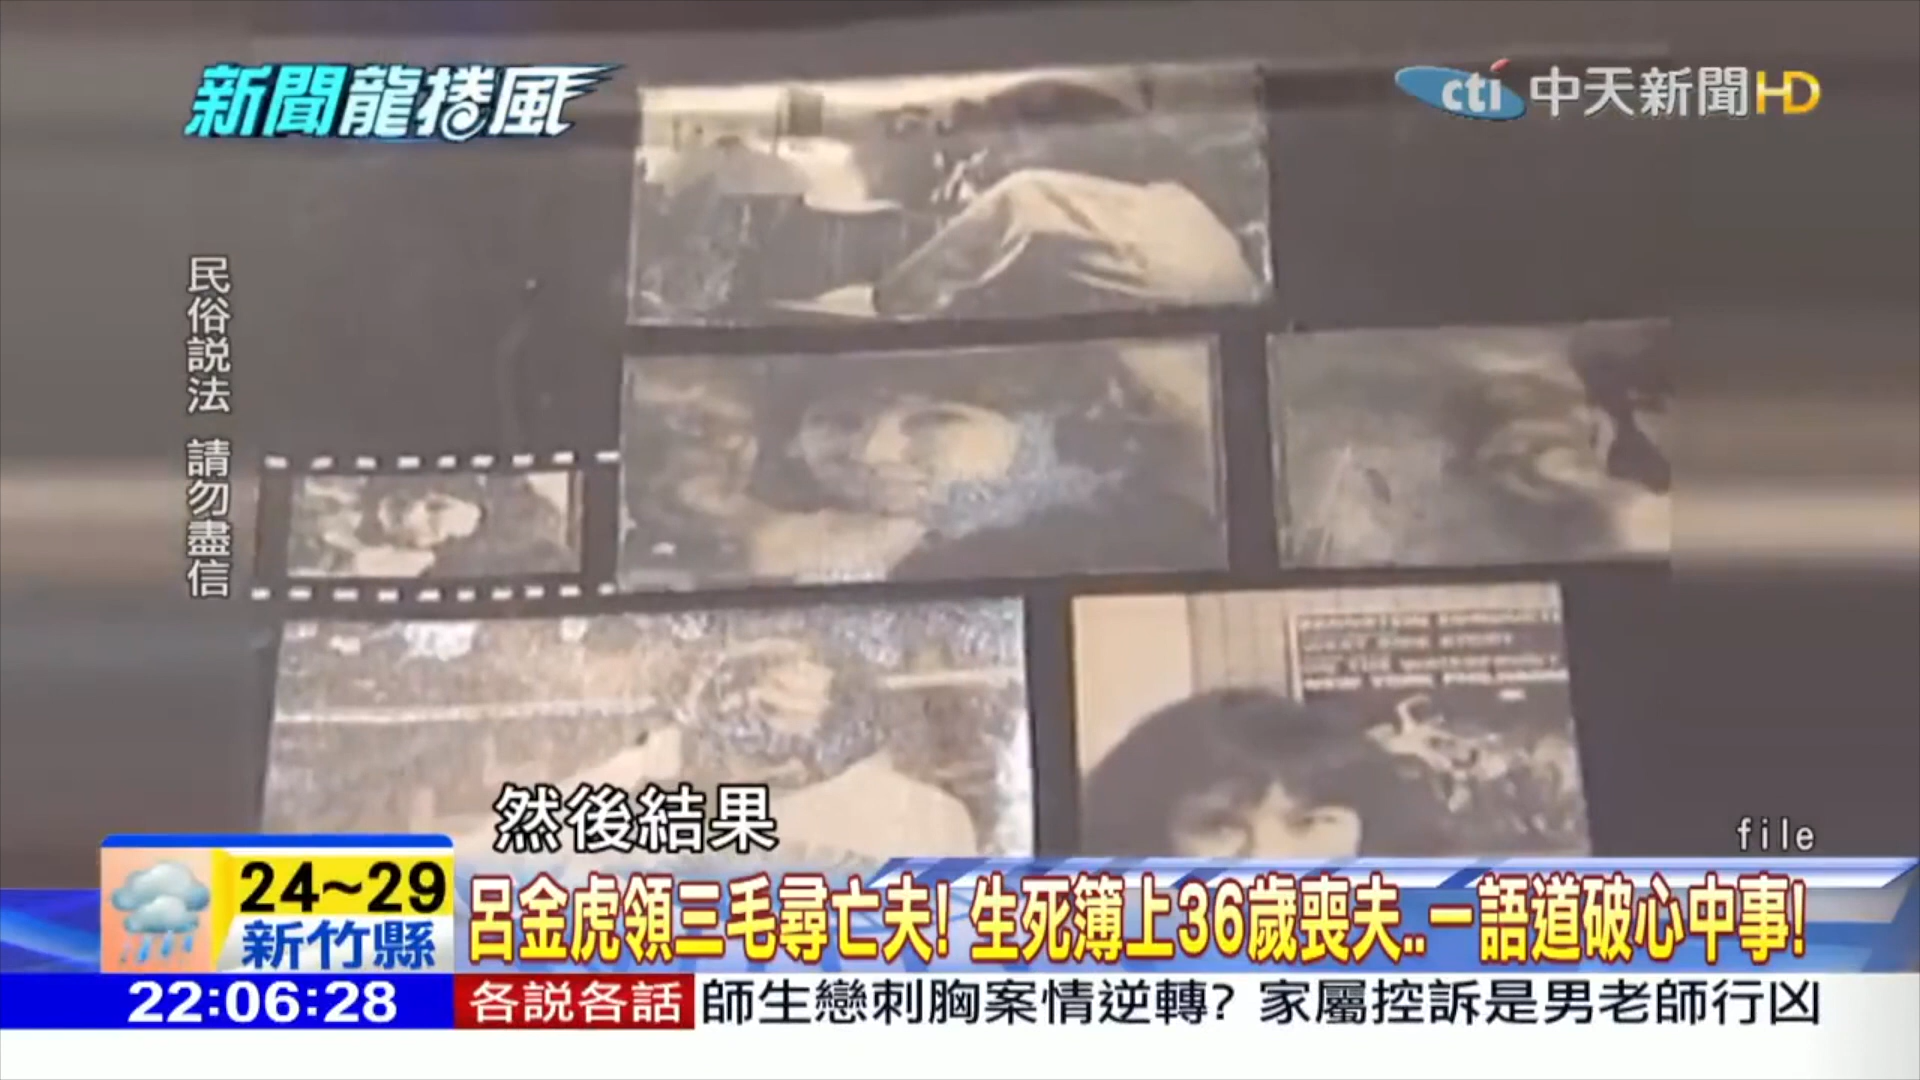 新聞龍捲風
cti中天新聞HD
民俗說法 請勿盡信
然後結果
file
24~29
新竹縣
呂金虎領三毛尋亡夫! 生死簿上36歲喪夫..一語道破心中事!
22:06:28
各說各話
師生戀刺胸案情逆轉? 家屬控訴是男老師行凶